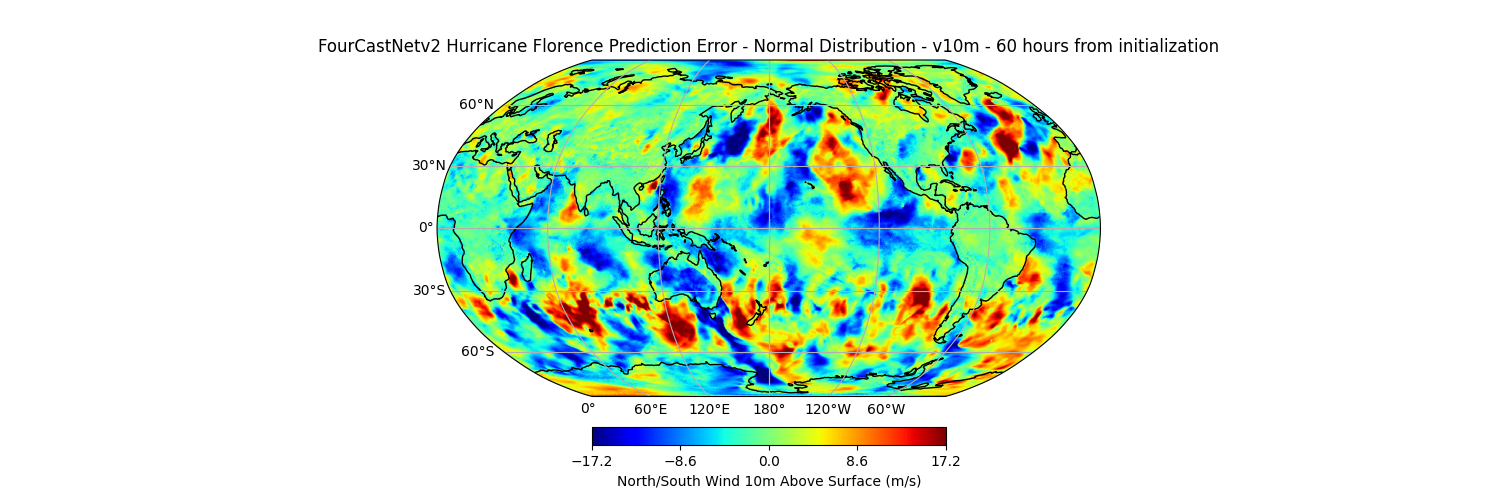 FourCastNetv2 Hurricane Florence Prediction Error - Normal Distribution - v10m - 60 hours from initialization
60°N
30°N
0°
30°S
60°S
0° 60°E 120°E 180° 120°W 60°W
−17.2 −8.6 0.0 8.6 17.2
North/South Wind 10m Above Surface (m/s)